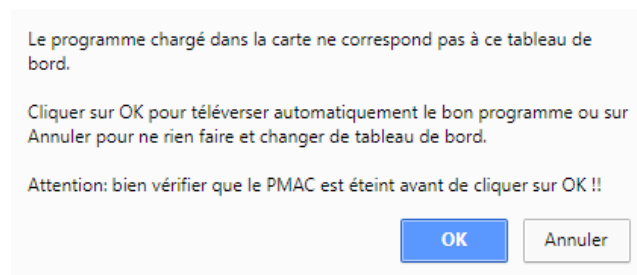 Le programme chargé dans la carte ne correspond pas à ce tableau de
bord.
Cliquer sur OK pour téléverser automatiquement le bon programme ou sur
Annuler pour ne rien faire et changer de tableau de bord.
Attention: bien vérifier que le PMAC est éteint avant de cliquer sur OK !!
OK
Annuler